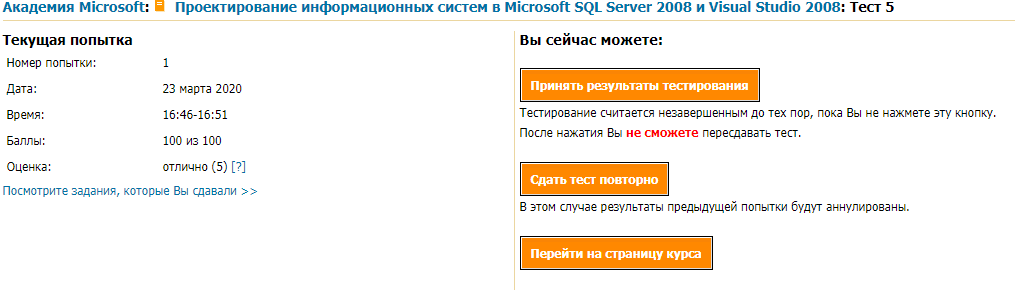 Академия Microsoft: Проектирование информационных систем в Microsoft SQL Server 2008 и Visual Studio 2008: Тест 5
Текущая попытка
Номер попытки: 1
Дата: 23 марта 2020
Время: 16:46-16:51
Баллы: 100 из 100
Оценка: отлично (5) [?]
Посмотрите задания, которые Вы сдавали >>
Вы сейчас можете:
Принять результаты тестирования
Тестирование считается незавершенным до тех пор, пока Вы не нажмете эту кнопку.
После нажатия Вы не сможете пересдавать тест.
Сдать тест повторно
В этом случае результаты предыдущей попытки будут аннулированы.
Перейти на страницу курса